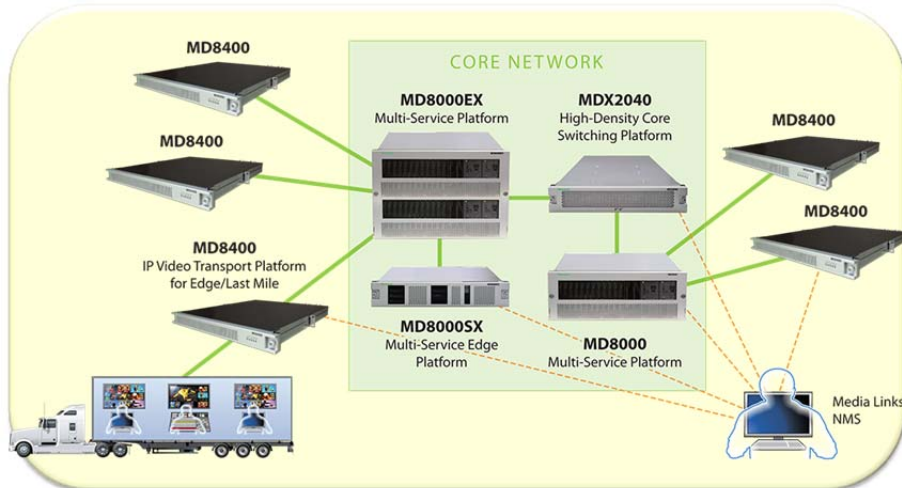 MD8400
CORE NETWORK
MD8000EX
Multi-Service Platform
MDX2040
High-Density Core
Switching Platform
MD8400
MD8400
MD8400
MD8400
IP Video Transport Platform
for Edge/Last Mile
MD8000SX
Multi-Service Edge
Platform
MD8000
Multi-Service Platform
Media Links
NMS